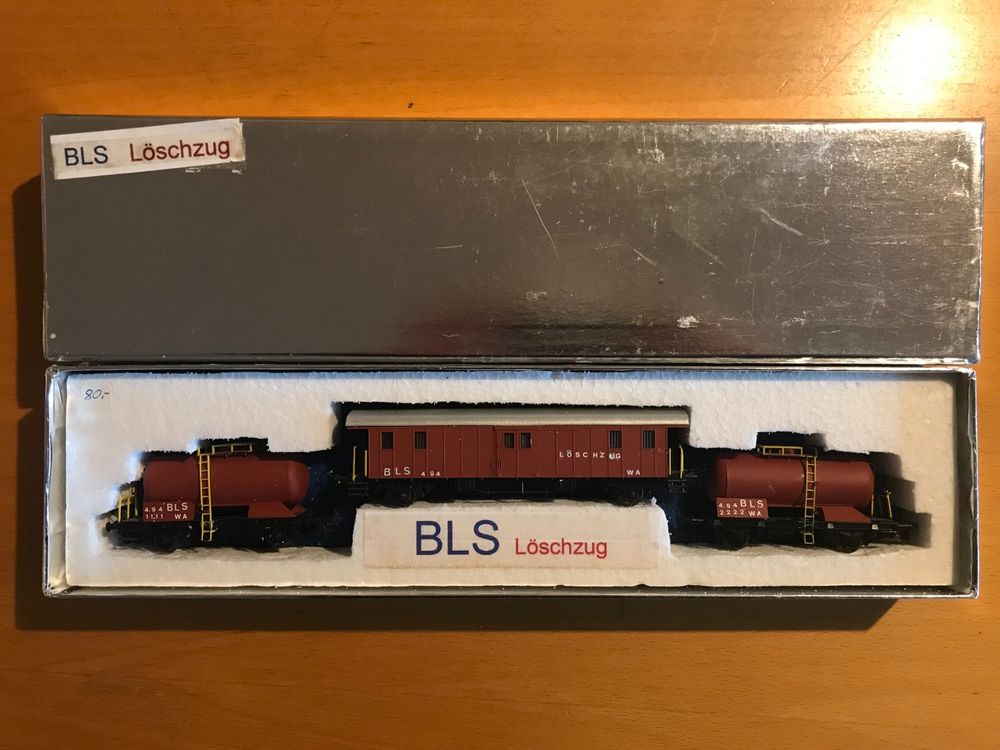 BLS Löschzug
80.-
BLS 494
LÖSCHZUG
WA
494 BLS
1111 WA
494 BLS
2222 WA
BLS Löschzug